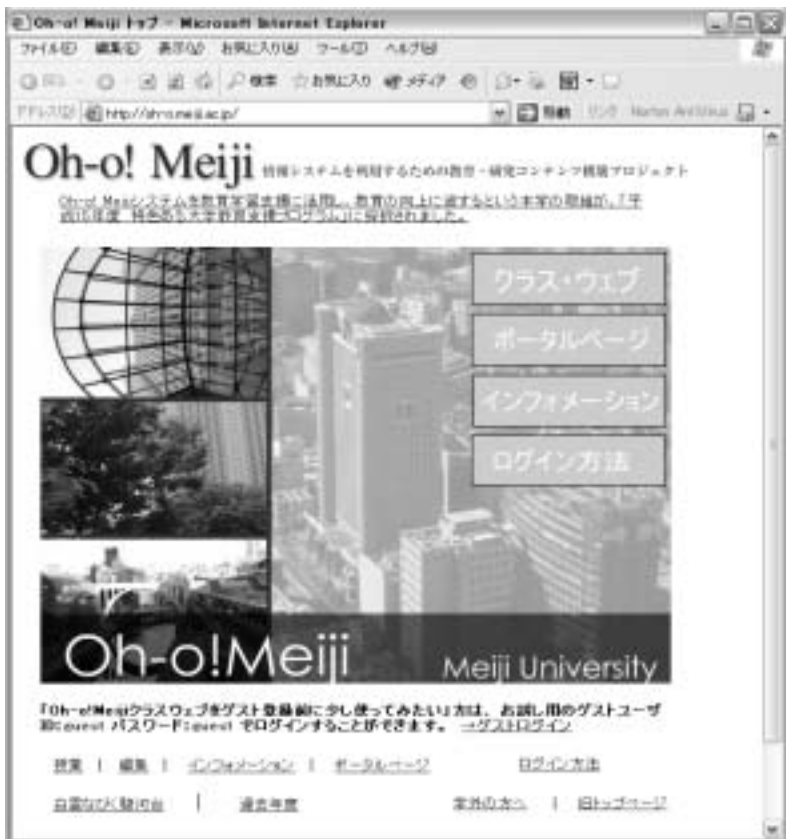 Oh-o! Meiji トップ - Microsoft Internet Explorer
ファイル(F) 編集(E) 表示(V) お気に入り(A) ツール(T) ヘルプ(H)
検索 お気に入り メディア
アドレス(D) http://oh-o.meiji.ac.jp/ 移動 リンク Norton AntiVirus
Oh-o! Meiji 情報システムを利用するための教育・研究コンテンツ構築プロジェクト
Oh-o! Meijiシステムを教育学習支援に活用し、教育の向上に資するという本学の取組が、「平
成15年度 特色ある大学教育支援プログラム」に採択されました。
クラス・ウェブ
ポータルページ
インフォメーション
ログイン方法
Oh-o!Meiji
Meiji University
「Oh-o!Meijiクラスウェブをゲスト登録前に少し使ってみたい」方は、お試し用のゲストユーザ
ID:guest パスワード:guest でログインすることができます。 →ゲストログイン
授業 | 編集 | インフォメーション | ポータルページ ログイン方法
白雲なびく駿河台 | 過去年度 学外の方へ | 旧トップページ